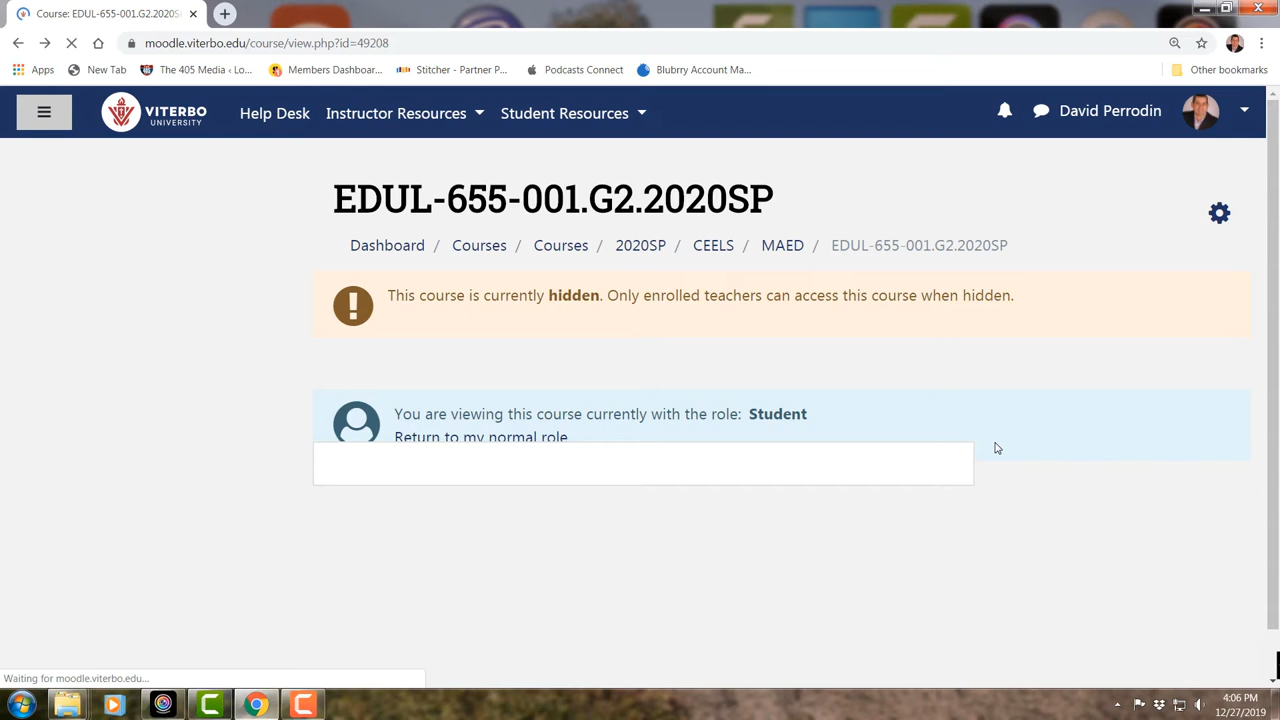 Course: EDUL-655-001.G2.2020S
moodle.viterbo.edu/course/view.php?id=49208
Apps New Tab The 405 Media ‹ Lo... Members Dashboar... Stitcher - Partner P... Podcasts Connect Blubrry Account Ma... Other bookmarks
VITERBO
UNIVERSITY
Help Desk Instructor Resources Student Resources David Perrodin
EDUL-655-001.G2.2020SP
Dashboard / Courses / Courses / 2020SP / CEELS / MAED / EDUL-655-001.G2.2020SP
This course is currently hidden. Only enrolled teachers can access this course when hidden.
You are viewing this course currently with the role: Student
Return to my normal role
Waiting for moodle.viterbo.edu...
4:06 PM
12/27/2019